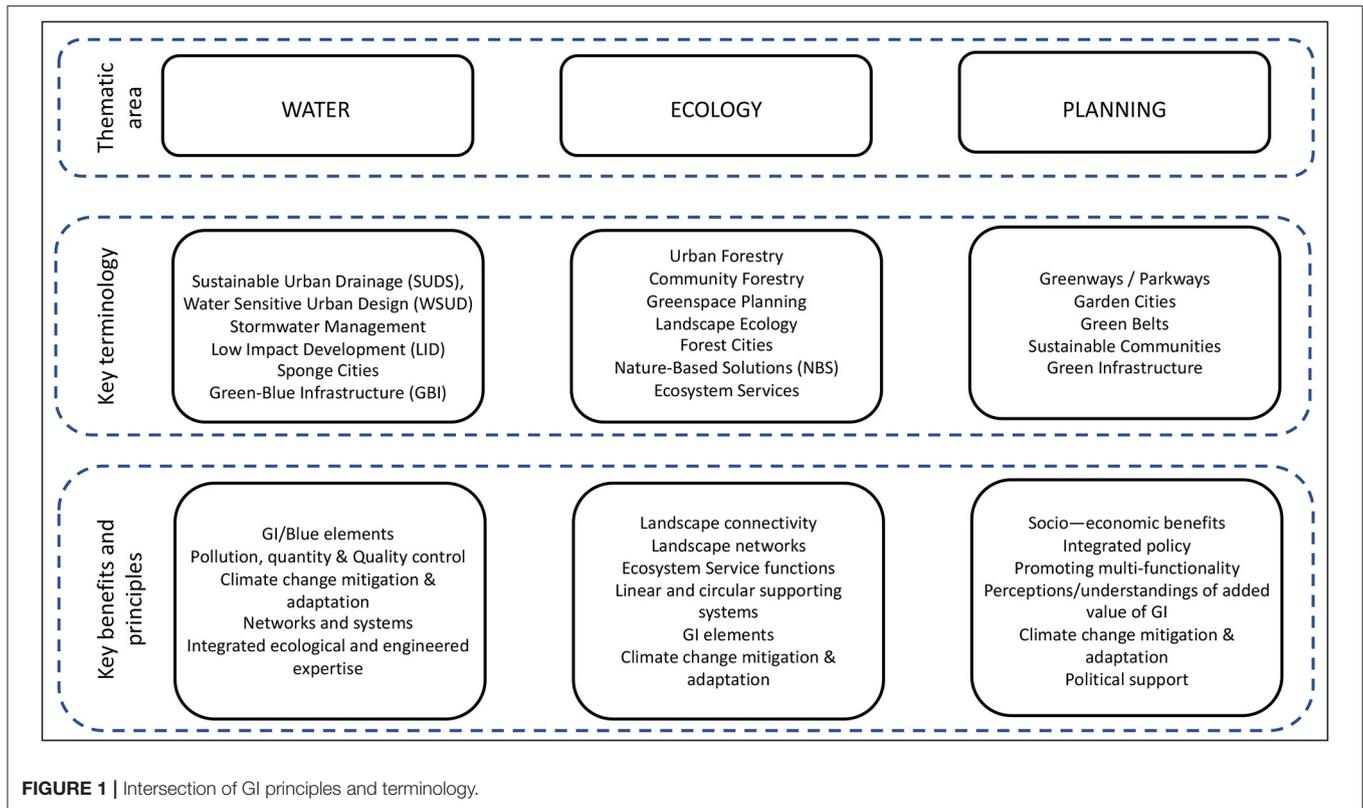 Thematic
area
WATER
ECOLOGY
PLANNING
Key terminology
Sustainable Urban Drainage (SUDS),
Water Sensitive Urban Design (WSUD)
Stormwater Management
Low Impact Development (LID)
Sponge Cities
Green-Blue Infrastructure (GBI)
Urban Forestry
Community Forestry
Greenspace Planning
Landscape Ecology
Forest Cities
Nature-Based Solutions (NBS)
Ecosystem Services
Greenways / Parkways
Garden Cities
Green Belts
Sustainable Communities
Green Infrastructure
Key benefits and
principles
GI/Blue elements
Pollution, quantity & Quality control
Climate change mitigation &
adaptation
Networks and systems
Integrated ecological and engineered
expertise
Landscape connectivity
Landscape networks
Ecosystem Service functions
Linear and circular supporting
systems
GI elements
Climate change mitigation &
adaptation
Socio—economic benefits
Integrated policy
Promoting multi-functionality
Perceptions/understandings of added
value of GI
Climate change mitigation &
adaptation
Political support
FIGURE 1 | Intersection of GI principles and terminology.